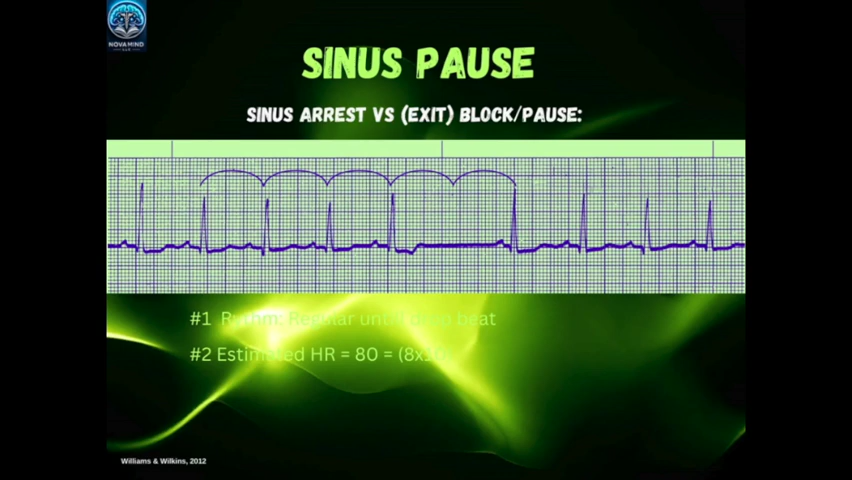 NOVAMIND
SINUS PAUSE
SINUS ARREST VS (EXIT) BLOCK/PAUSE:
#1 Rythm: Regular until drop beat
#2 Estimated HR = 80 = (8x10)
Williams & Wilkins, 2012